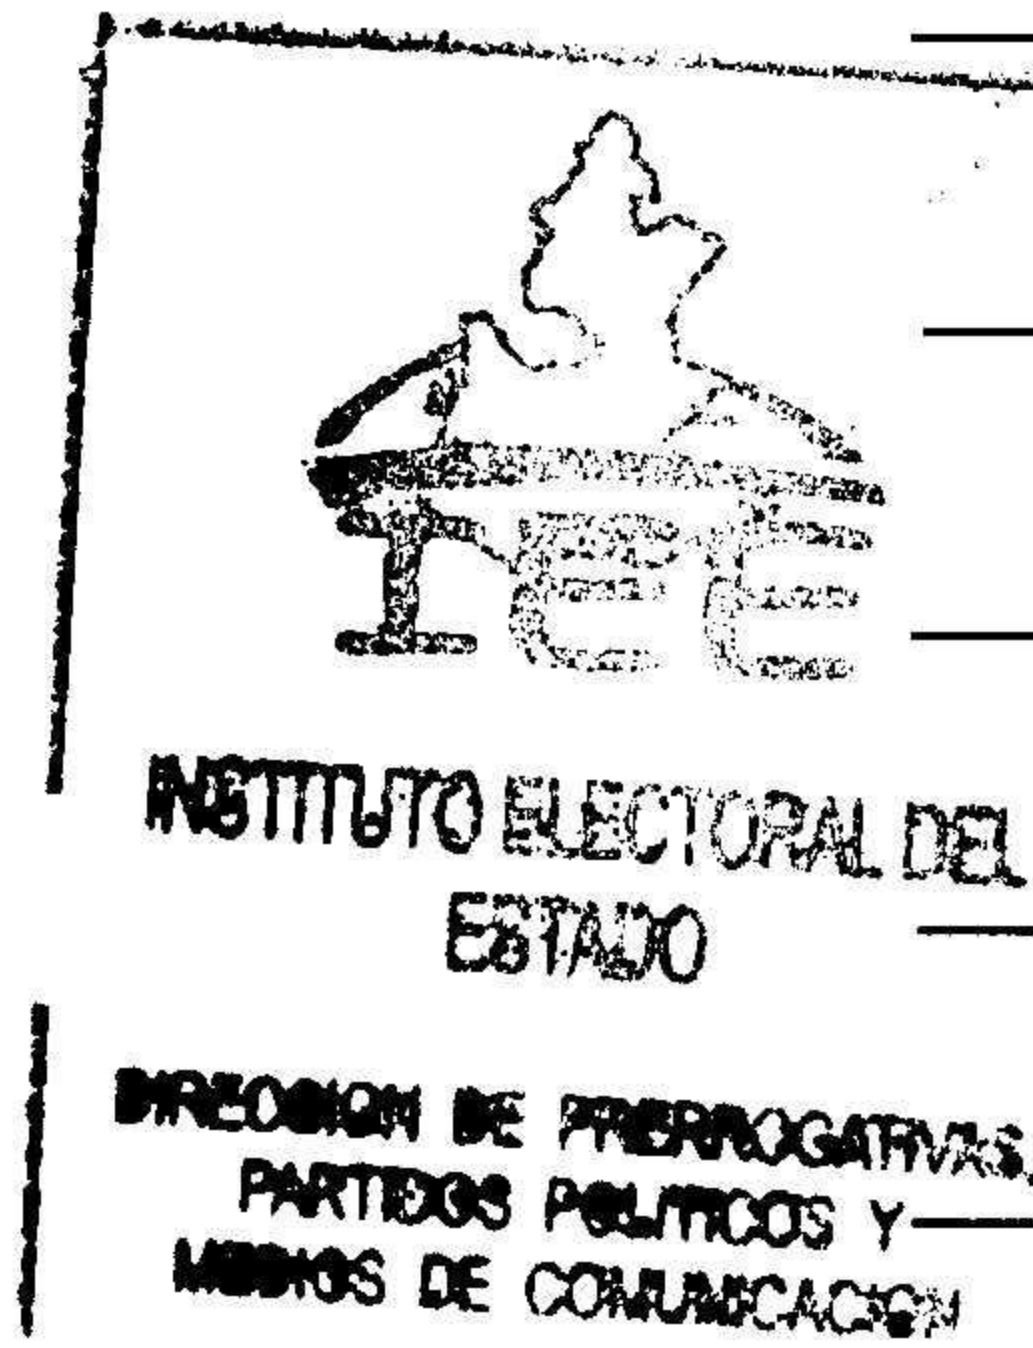 IEE
INSTITUTO ELECTORAL DEL
ESTADO
DIRECCION DE PRERROGATIVAS,
PARTIDOS POLITICOS Y
MEDIOS DE COMUNICACION